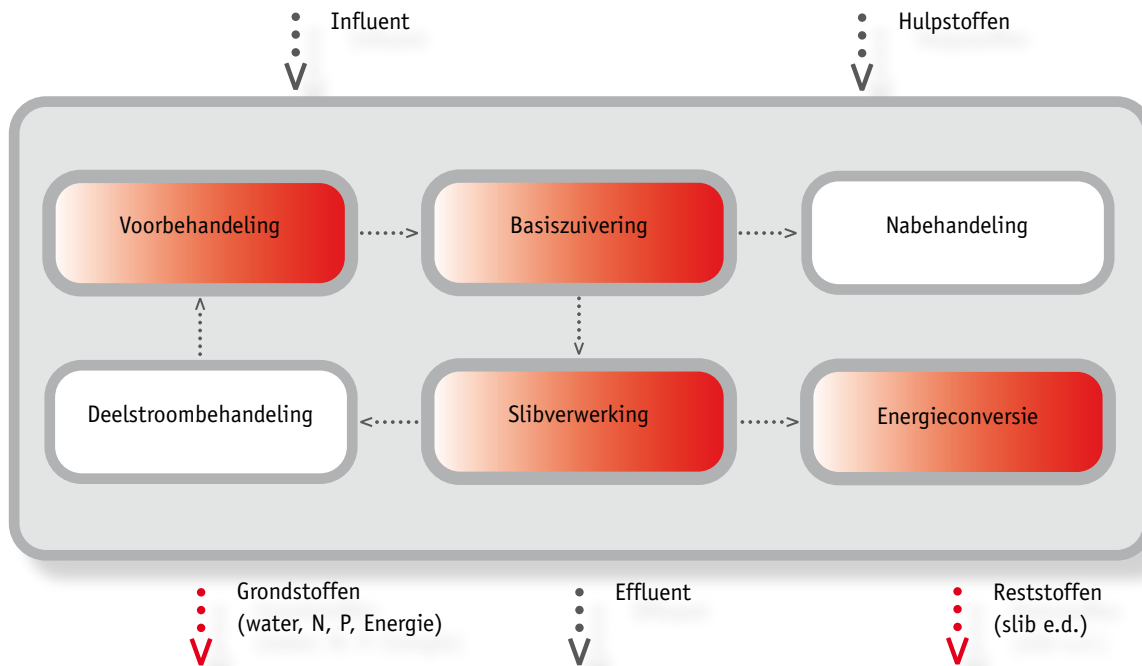 Influent
Hulpstoffen
Voorbehandeling
Basiszuivering
Nabehandeling
Deelstroombehandeling
Slibverwerking
Energieconversie
Grondstoffen
(water, N, P, Energie)
Effluent
Reststoffen
(slib e.d.)